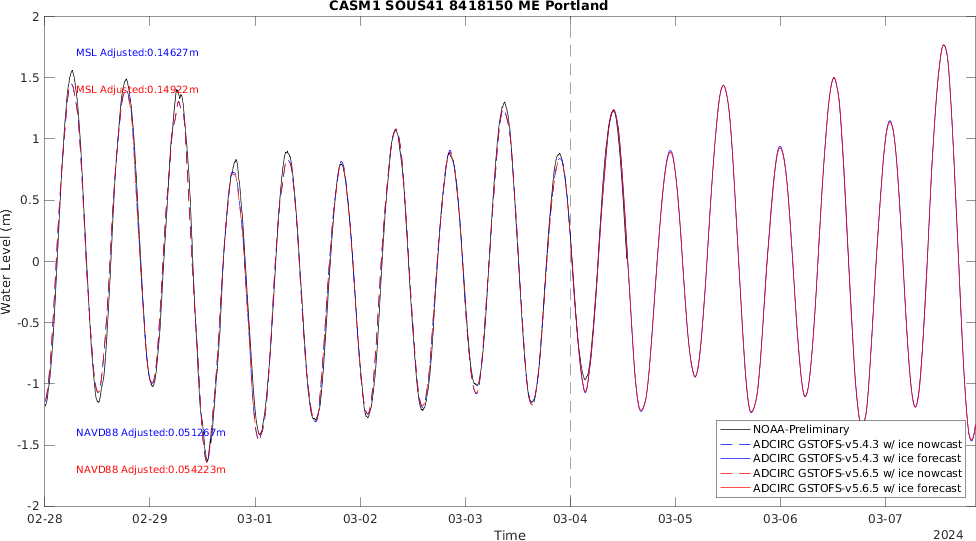 CASM1 SOUS41 8418150 ME Portland
2
1.5
1
0.5
0
-0.5
-1
-1.5
-2
Water Level (m)
MSL Adjusted:0.14627m
MSL Adjusted:0.14922m
NAVD88 Adjusted:0.051267m
NAVD88 Adjusted:0.054223m
NOAA-Preliminary
ADCIRC GSTOFS-v5.4.3 w/ ice nowcast
ADCIRC GSTOFS-v5.4.3 w/ ice forecast
ADCIRC GSTOFS-v5.6.5 w/ ice nowcast
ADCIRC GSTOFS-v5.6.5 w/ ice forecast
02-28 02-29 03-01 03-02 03-03 03-04 03-05 03-06 03-07
Time
2024